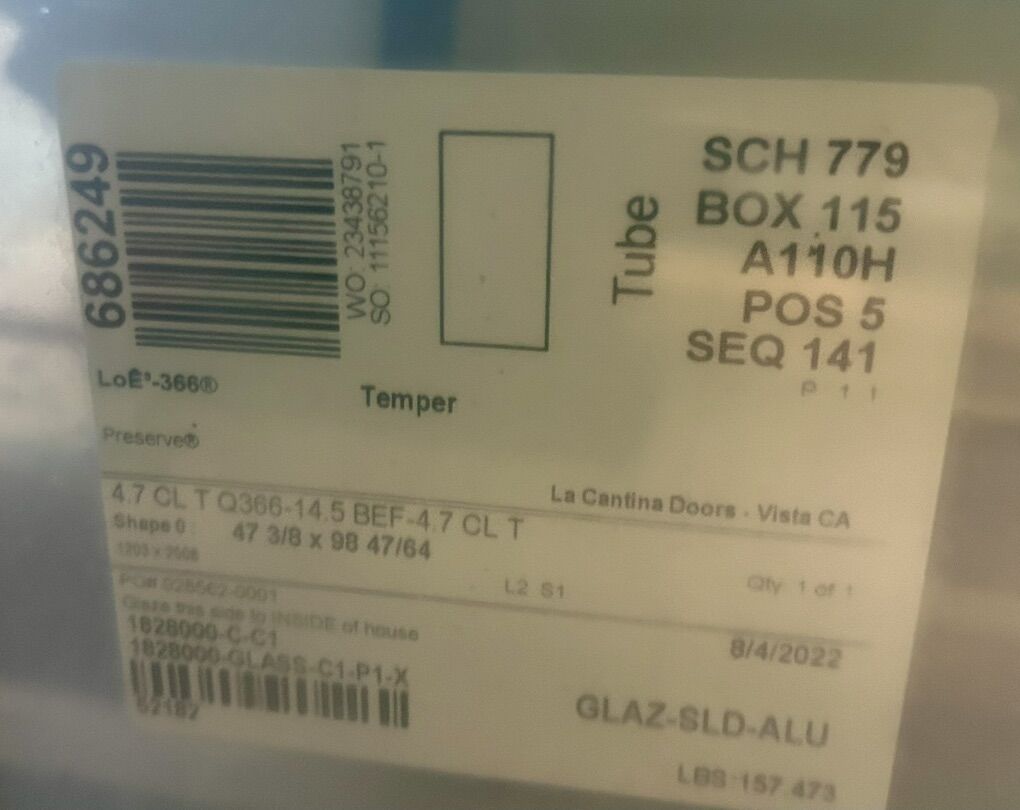 686249
WO: 23438791
SO: 11156210-1
Tube
SCH 779
BOX 115
A110H
POS 5
SEQ 141
P 1 1
LoĒ³-366®
Temper
Preserve®
La Cantina Doors - Vista CA
4.7 CL T Q366-14.5 BEF-4.7 CL T
Shape 0 47 3/8 x 98 47/64
L2 S1
Qty 1 of 1
Glaze this side to INSIDE of house
8/4/2022
1828000-C-C1
1828000-GLASS-C1-P1-X
GLAZ-SLD-ALU
LBS 157.473